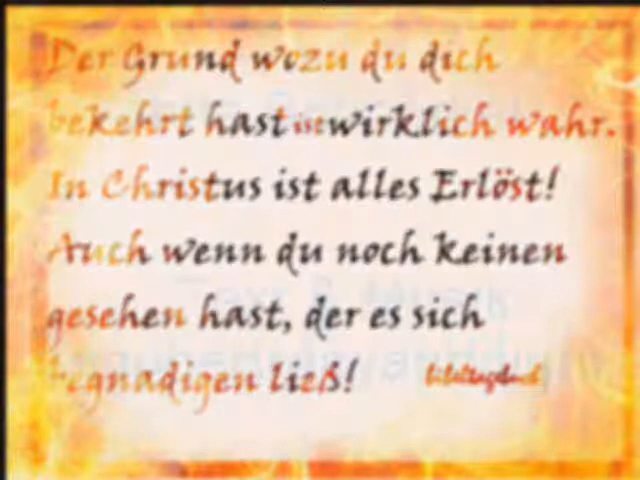 Der Grund wozu du dich
bekehrt hast ist wirklich wahr.
In Christus ist alles Erlöst!
Auch wenn du noch keinen
gesehen hast, der es sich
begnadigen ließ!
bibeltagebuch